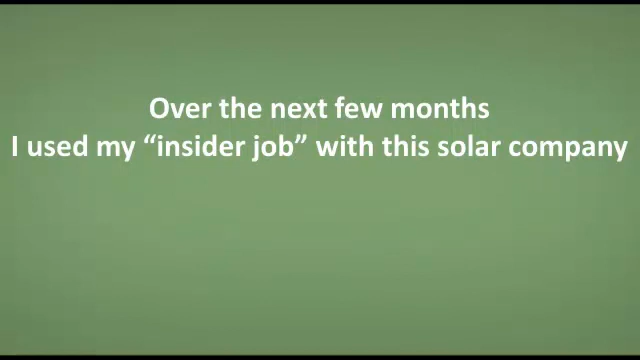 Over the next few months
I used my “insider job” with this solar company